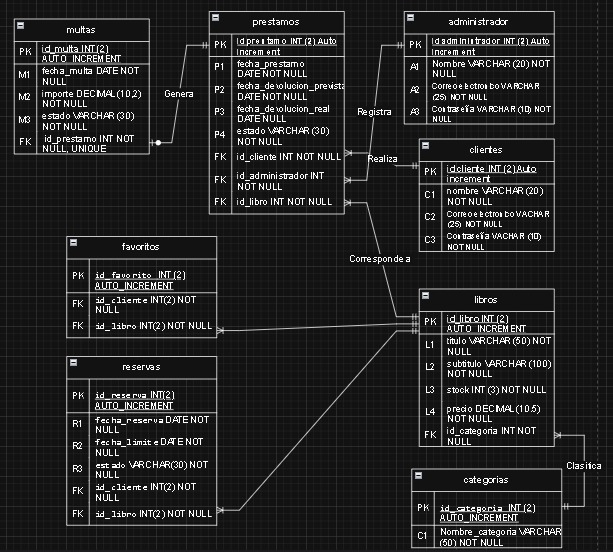 multas
PK id_multa INT(2)
AUTO_INCREMENT
M1 fecha_multa DATE NOT
NULL
M2 importe DECIMAL(10,2)
NOT NULL
M3 estado VARCHAR (30)
NOT NULL
FK id_prestamo INT NOT
NULL, UNIQUE
Genera
prestamos
PK id_prestamo INT (2) Auto
increment
P1 fecha_prestamo
DATE NOT NULL
P2 fecha_devolucion_prevista
DATE NOT NULL
P3 fecha_devolucion_real
DATE NOT NULL
P4 estado VARCHAR (30)
NOT NULL
FK id_cliente INT NOT NULL
FK id_administrador INT
NOT NULL
FK id_libro INT NOT NULL
Registra
Realiza
Corresponde a
administrador
PK id administrador INT (2) Auto
increment
A1 Nombre VARCHAR (20) NOT
NULL
A2 Correo electronico VARCHAR
(25) NOT NULL
A3 Contraseña VARCHAR (10) NOT
NULL
clientes
PK id cliente INT (2) Auto
increment
C1 nombre VARCHAR (20)
NOT NULL
C2 Correo electronico VACHAR
(25) NOT NULL
C3 Contraseña VACHAR (10)
NOT NULL
favoritos
PK id_favorito INT (2)
AUTO_INCREMENT
FK id_cliente INT(2) NOT
NULL
FK id_libro INT(2) NOT NULL
reservas
PK id_reserva INT(2)
AUTO_INCREMENT
R1 fecha_reserva DATE NOT
NULL
R2 fecha_limite DATE NOT
NULL
R3 estado VARCHAR(30) NOT
NULL
FK id_cliente INT(2) NOT
NULL
FK id_libro INT(2) NOT NULL
libros
PK id_libro INT (2)
AUTO_INCREMENT
L1 titulo VARCHAR (50) NOT
NULL
L2 subtitulo VARCHAR (100)
NOT NULL
L3 stock INT (3) NOT NULL
L4 precio DECIMAL (10.5)
NOT NULL
FK id_categoria INT NOT
NULL
Clasifica
categorias
PK id_categoria INT (2)
AUTO_INCREMENT
C1 Nombre_categoria VARCHAR
(50) NOT NULL